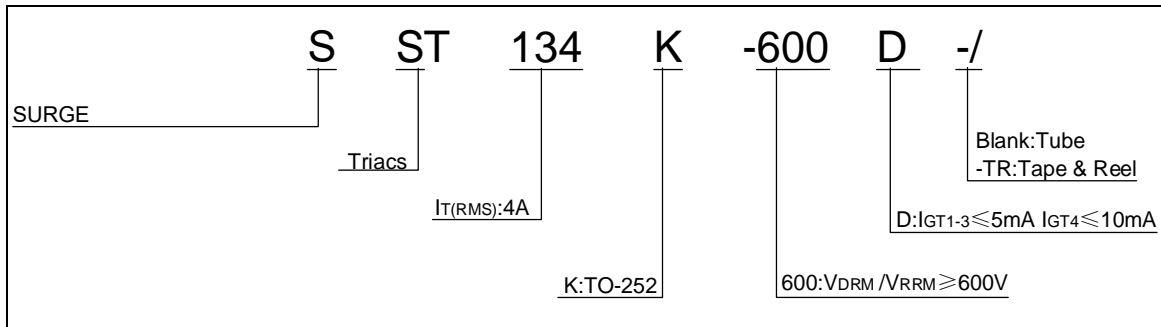 S ST 134 K -600 D -/
SURGE
Blank:Tube
Triacs
-TR:Tape & Reel
IT(RMS):4A
D:IGT1-3≤5mA IGT4≤10mA
K:TO-252
600:VDRM /VRRM≥600V